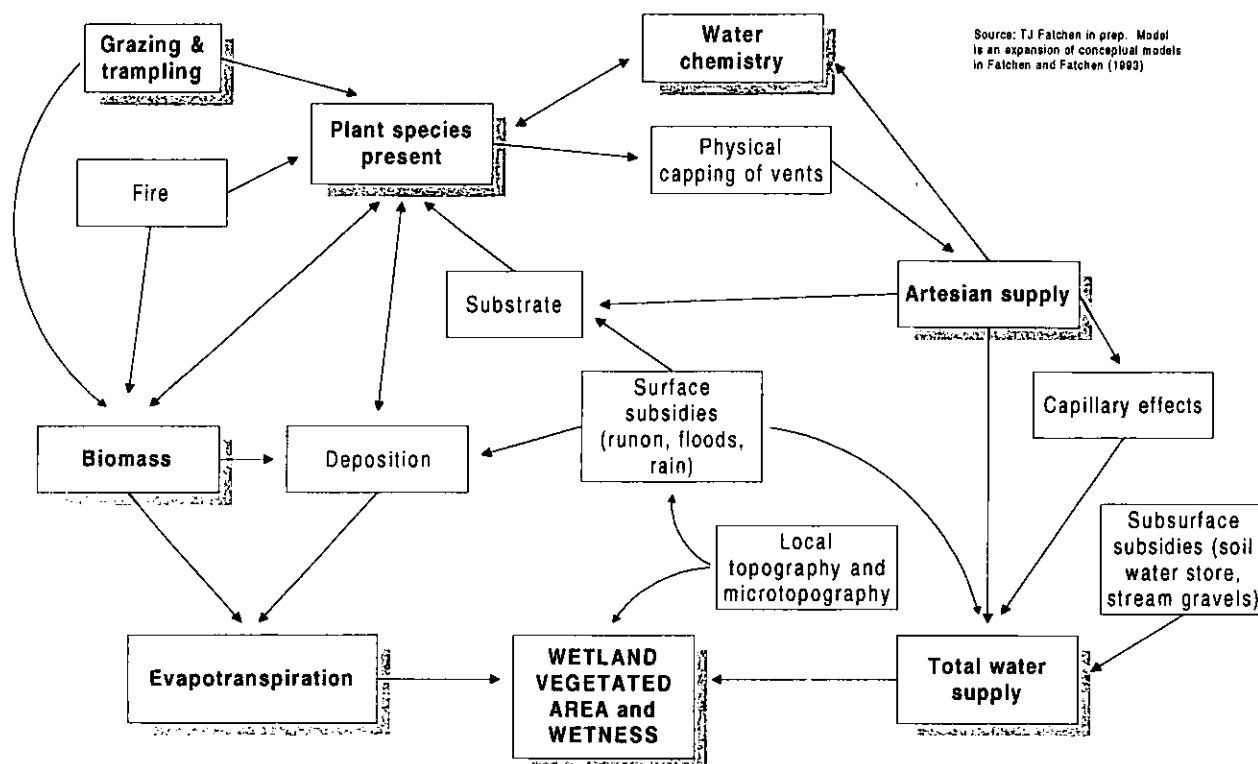 Grazing &
trampling
Water
chemistry
Source: TJ Fatchen in prep. Model
is an expansion of conceptual models
in Fatchen and Fatchen (1993)
Plant species
present
Physical
capping of vents
Fire
Substrate
Artesian supply
Surface
subsidies
(runon, floods,
rain)
Capillary effects
Biomass
Deposition
Local
topography and
microtopography
Subsurface
subsidies (soil
water store,
stream gravels)
Evapotranspiration
WETLAND
VEGETATED
AREA and
WETNESS
Total water
supply